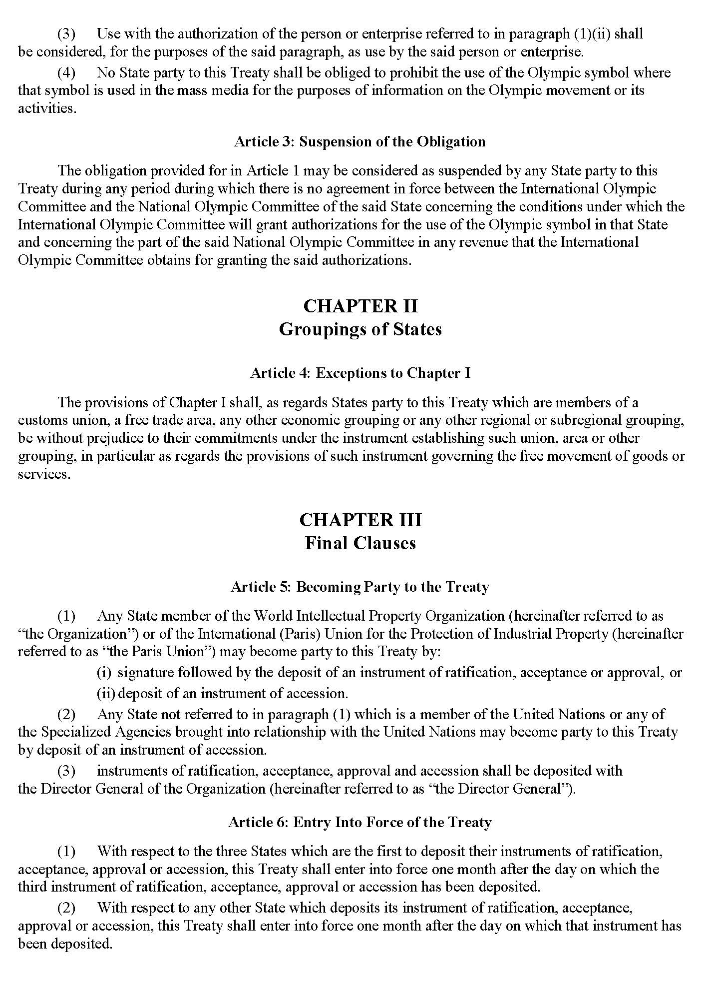 (3) Use with the authorization of the person or enterprise referred to in paragraph (1)(ii) shall
be considered, for the purposes of the said paragraph, as use by the said person or enterprise.
(4) No State party to this Treaty shall be obliged to prohibit the use of the Olympic symbol where
that symbol is used in the mass media for the purposes of information on the Olympic movement or its
activities.
Article 3: Suspension of the Obligation
The obligation provided for in Article 1 may be considered as suspended by any State party to this
Treaty during any period during which there is no agreement in force between the International Olympic
Committee and the National Olympic Committee of the said State concerning the conditions under which the
International Olympic Committee will grant authorizations for the use of the Olympic symbol in that State
and concerning the part of the said National Olympic Committee in any revenue that the International
Olympic Committee obtains for granting the said authorizations.
CHAPTER II
Groupings of States
Article 4: Exceptions to Chapter I
The provisions of Chapter I shall, as regards States party to this Treaty which are members of a
customs union, a free trade area, any other economic grouping or any other regional or subregional grouping,
be without prejudice to their commitments under the instrument establishing such union, area or other
grouping, in particular as regards the provisions of such instrument governing the free movement of goods or
services.
CHAPTER III
Final Clauses
Article 5: Becoming Party to the Treaty
(1) Any State member of the World Intellectual Property Organization (hereinafter referred to as
“the Organization”) or of the International (Paris) Union for the Protection of Industrial Property (hereinafter
referred to as “the Paris Union”) may become party to this Treaty by:
(i) signature followed by the deposit of an instrument of ratification, acceptance or approval, or
(ii) deposit of an instrument of accession.
(2) Any State not referred to in paragraph (1) which is a member of the United Nations or any of
the Specialized Agencies brought into relationship with the United Nations may become party to this Treaty
by deposit of an instrument of accession.
(3) instruments of ratification, acceptance, approval and accession shall be deposited with
the Director General of the Organization (hereinafter referred to as “the Director General”).
Article 6: Entry Into Force of the Treaty
(1) With respect to the three States which are the first to deposit their instruments of ratification,
acceptance, approval or accession, this Treaty shall enter into force one month after the day on which the
third instrument of ratification, acceptance, approval or accession has been deposited.
(2) With respect to any other State which deposits its instrument of ratification, acceptance,
approval or accession, this Treaty shall enter into force one month after the day on which that instrument has
been deposited.